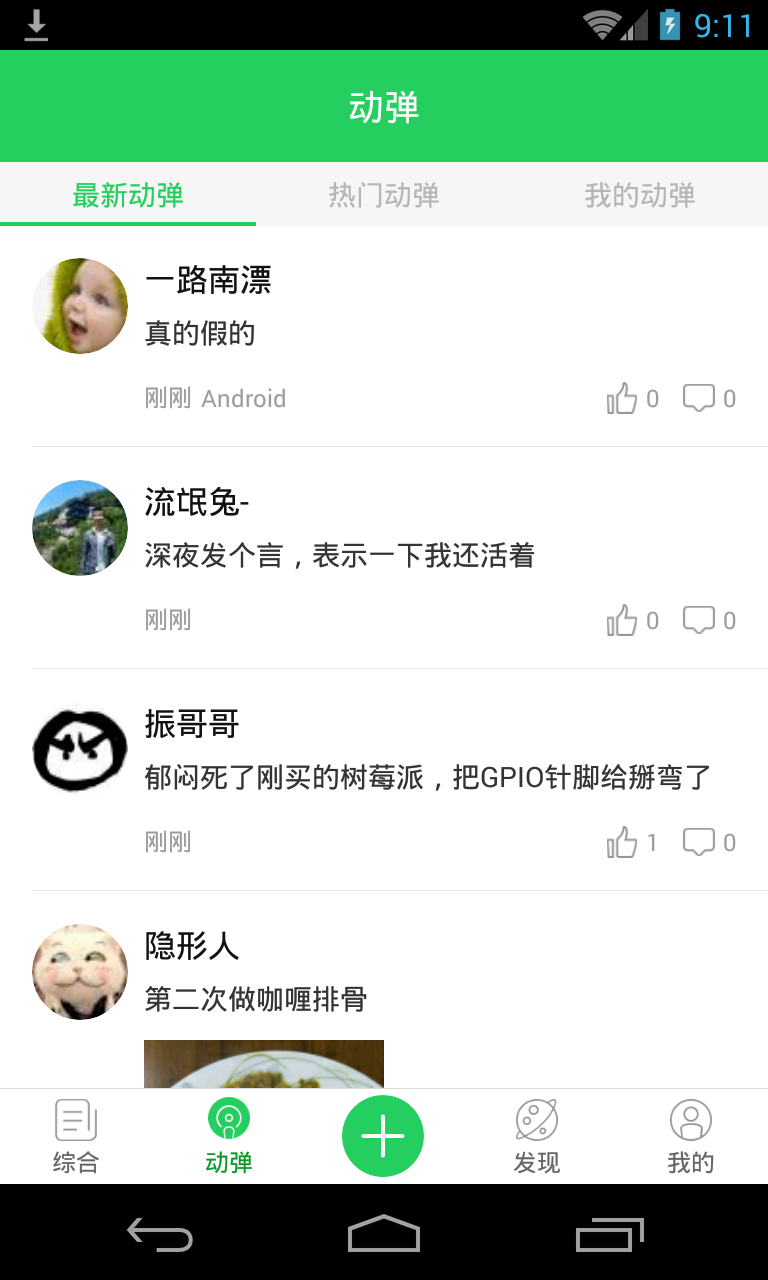 9:11
动弹
最新动弹 热门动弹 我的动弹
一路南漂
真的假的
刚刚 Android 0 0
流氓兔-
深夜发个言，表示一下我还活着
刚刚 0 0
振哥哥
郁闷死了刚买的树莓派，把GPIO针脚给掰弯了
刚刚 1 0
隐形人
第二次做咖喱排骨
综合 动弹 发现 我的